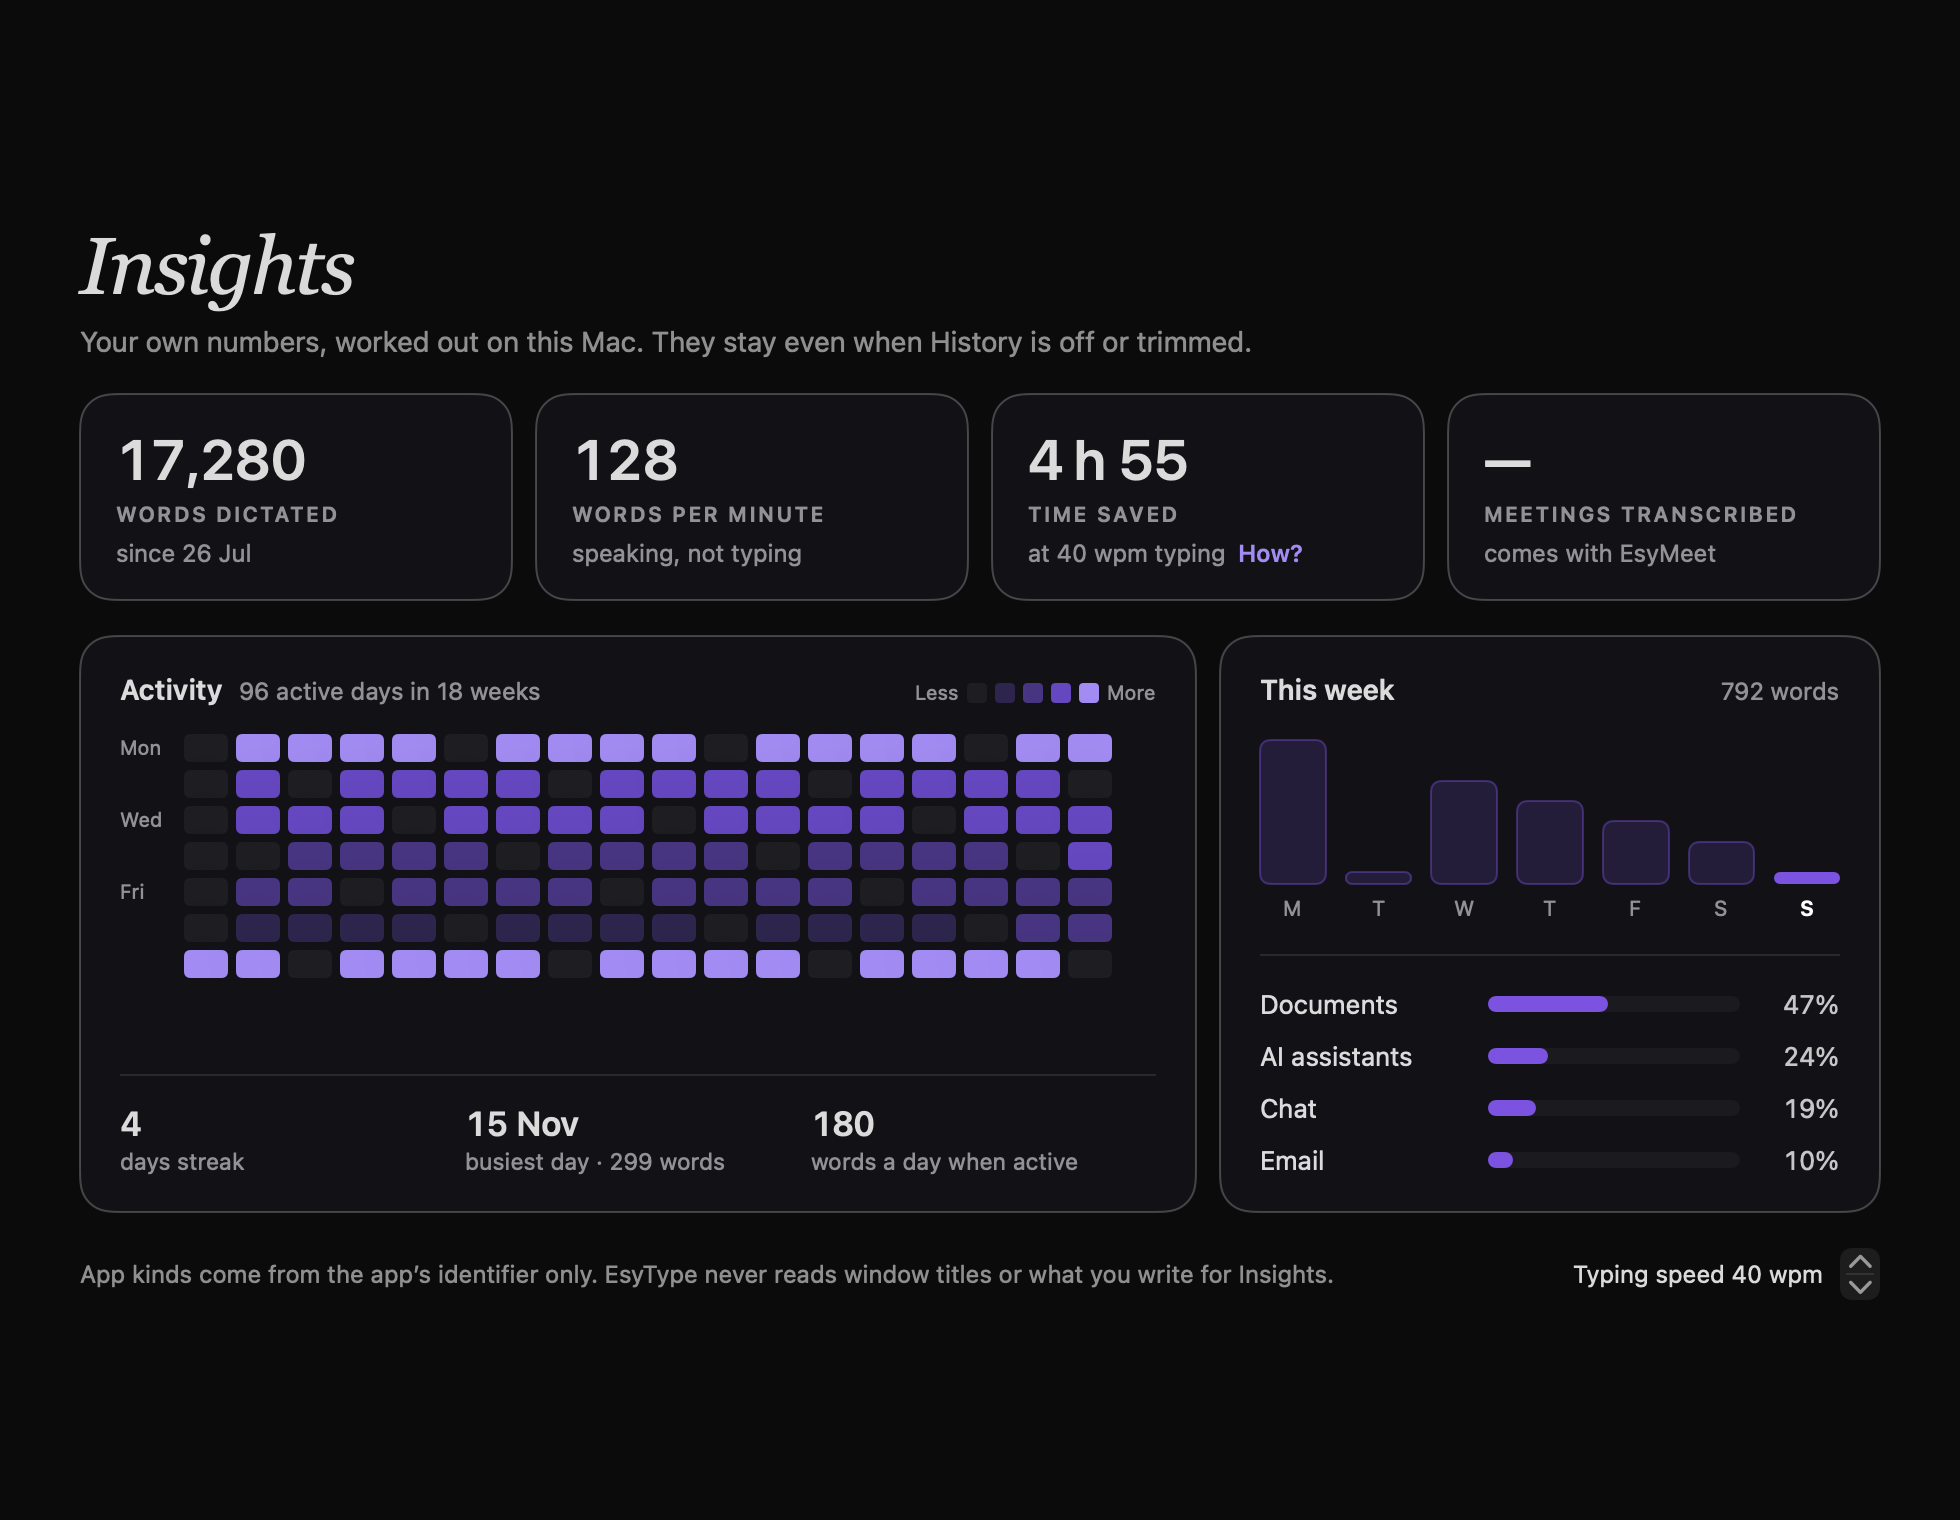 Insights
Your own numbers, worked out on this Mac. They stay even when History is off or trimmed.
17,280
WORDS DICTATED
since 26 Jul
128
WORDS PER MINUTE
speaking, not typing
4 h 55
TIME SAVED
at 40 wpm typing How?
—
MEETINGS TRANSCRIBED
comes with EsyMeet
Activity 96 active days in 18 weeks
Less More
Mon
Wed
Fri
4
days streak
15 Nov
busiest day · 299 words
180
words a day when active
This week 792 words
M T W T F S S
Documents 47%
AI assistants 24%
Chat 19%
Email 10%
App kinds come from the app’s identifier only. EsyType never reads window titles or what you write for Insights.
Typing speed 40 wpm